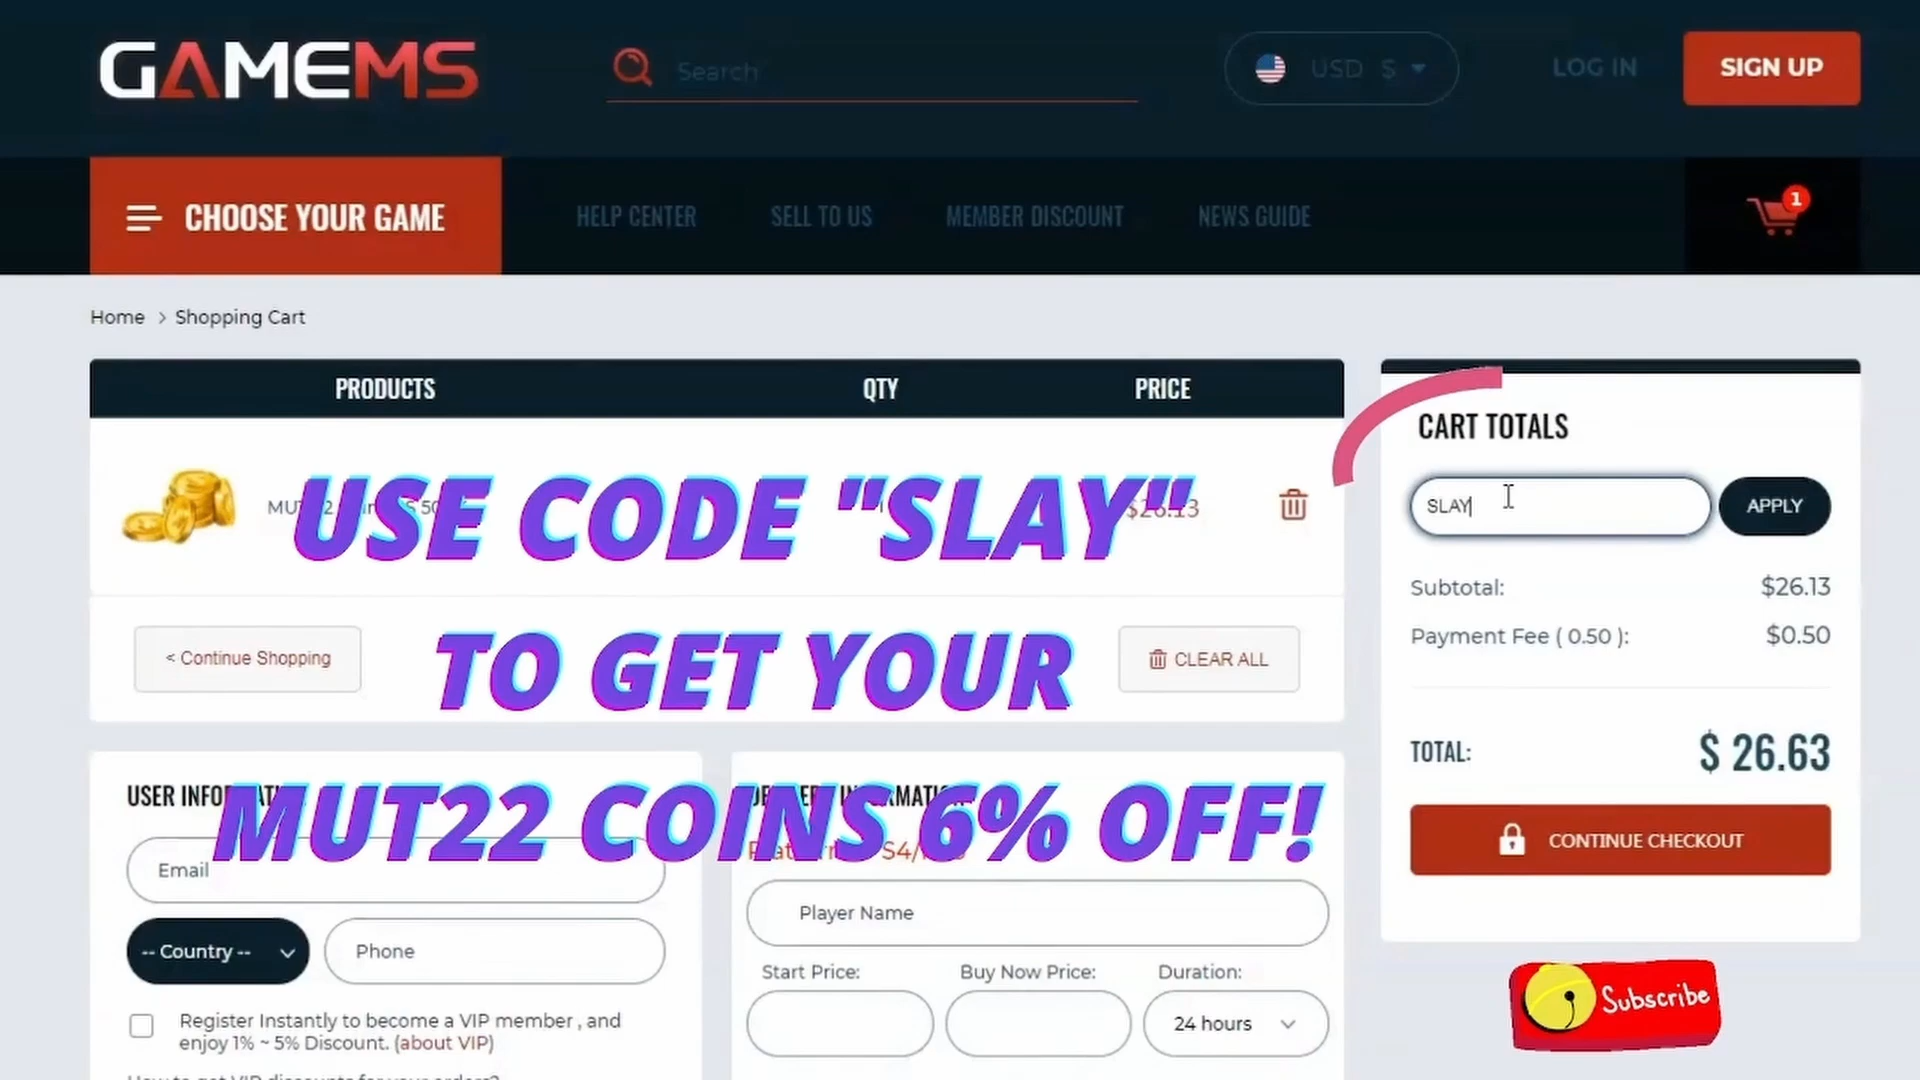 GAMEMS
Search
USD $
LOG IN
SIGN UP
CHOOSE YOUR GAME
HELP CENTER
SELL TO US
MEMBER DISCOUNT
NEWS GUIDE
1
Home > Shopping Cart
PRODUCTS
QTY
PRICE
USE CODE "SLAY"
$26.13
< Continue Shopping
TO GET YOUR
CLEAR ALL
USER
MUT22 COINS 6% OFF!
Email
-- Country --
Phone
Register Instantly to become a VIP member , and
enjoy 1% ~ 5% Discount. (about VIP)
Player Name
Start Price:
Buy Now Price:
Duration:
24 hours
CART TOTALS
SLAY
APPLY
Subtotal:
$26.13
Payment Fee ( 0.50 ):
$0.50
TOTAL:
$ 26.63
CONTINUE CHECKOUT
Subscribe